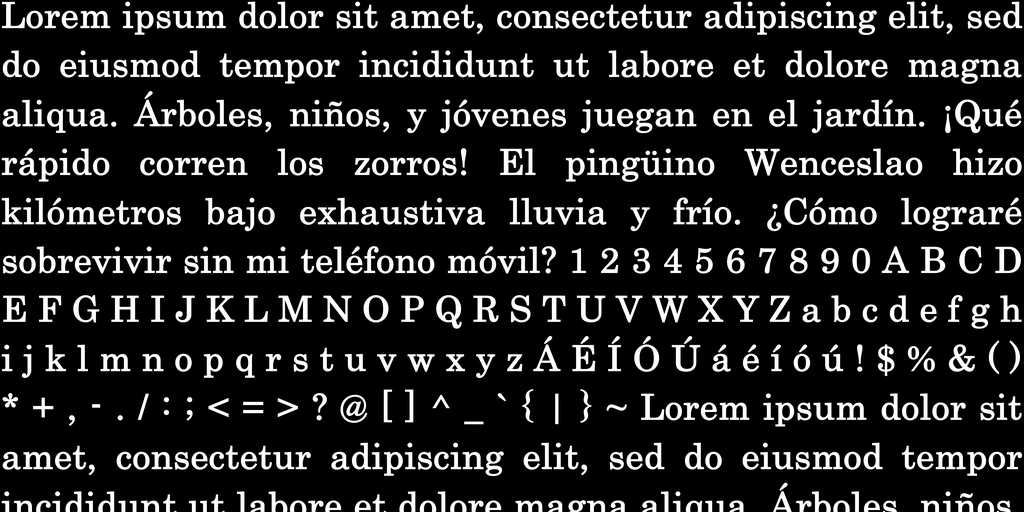 Lorem ipsum dolor sit amet, consectetur adipiscing elit, sed
do eiusmod tempor incididunt ut labore et dolore magna
aliqua. Árboles, niños, y jóvenes juegan en el jardín. ¡Qué
rápido corren los zorros! El pingüino Wenceslao hizo
kilómetros bajo exhaustiva lluvia y frío. ¿Cómo lograré
sobrevivir sin mi teléfono móvil? 1 2 3 4 5 6 7 8 9 0 A B C D
E F G H I J K L M N O P Q R S T U V W X Y Z a b c d e f g h
i j k l m n o p q r s t u v w x y z Á É Í Ó Ú á é í ó ú ! $ % & ( )
* + , - . / : ; < = > ? @ [ ] ^ _ ` { | } ~ Lorem ipsum dolor sit
amet, consectetur adipiscing elit, sed do eiusmod tempor
incididunt ut labore et dolore magna aliqua. Árboles, niños,